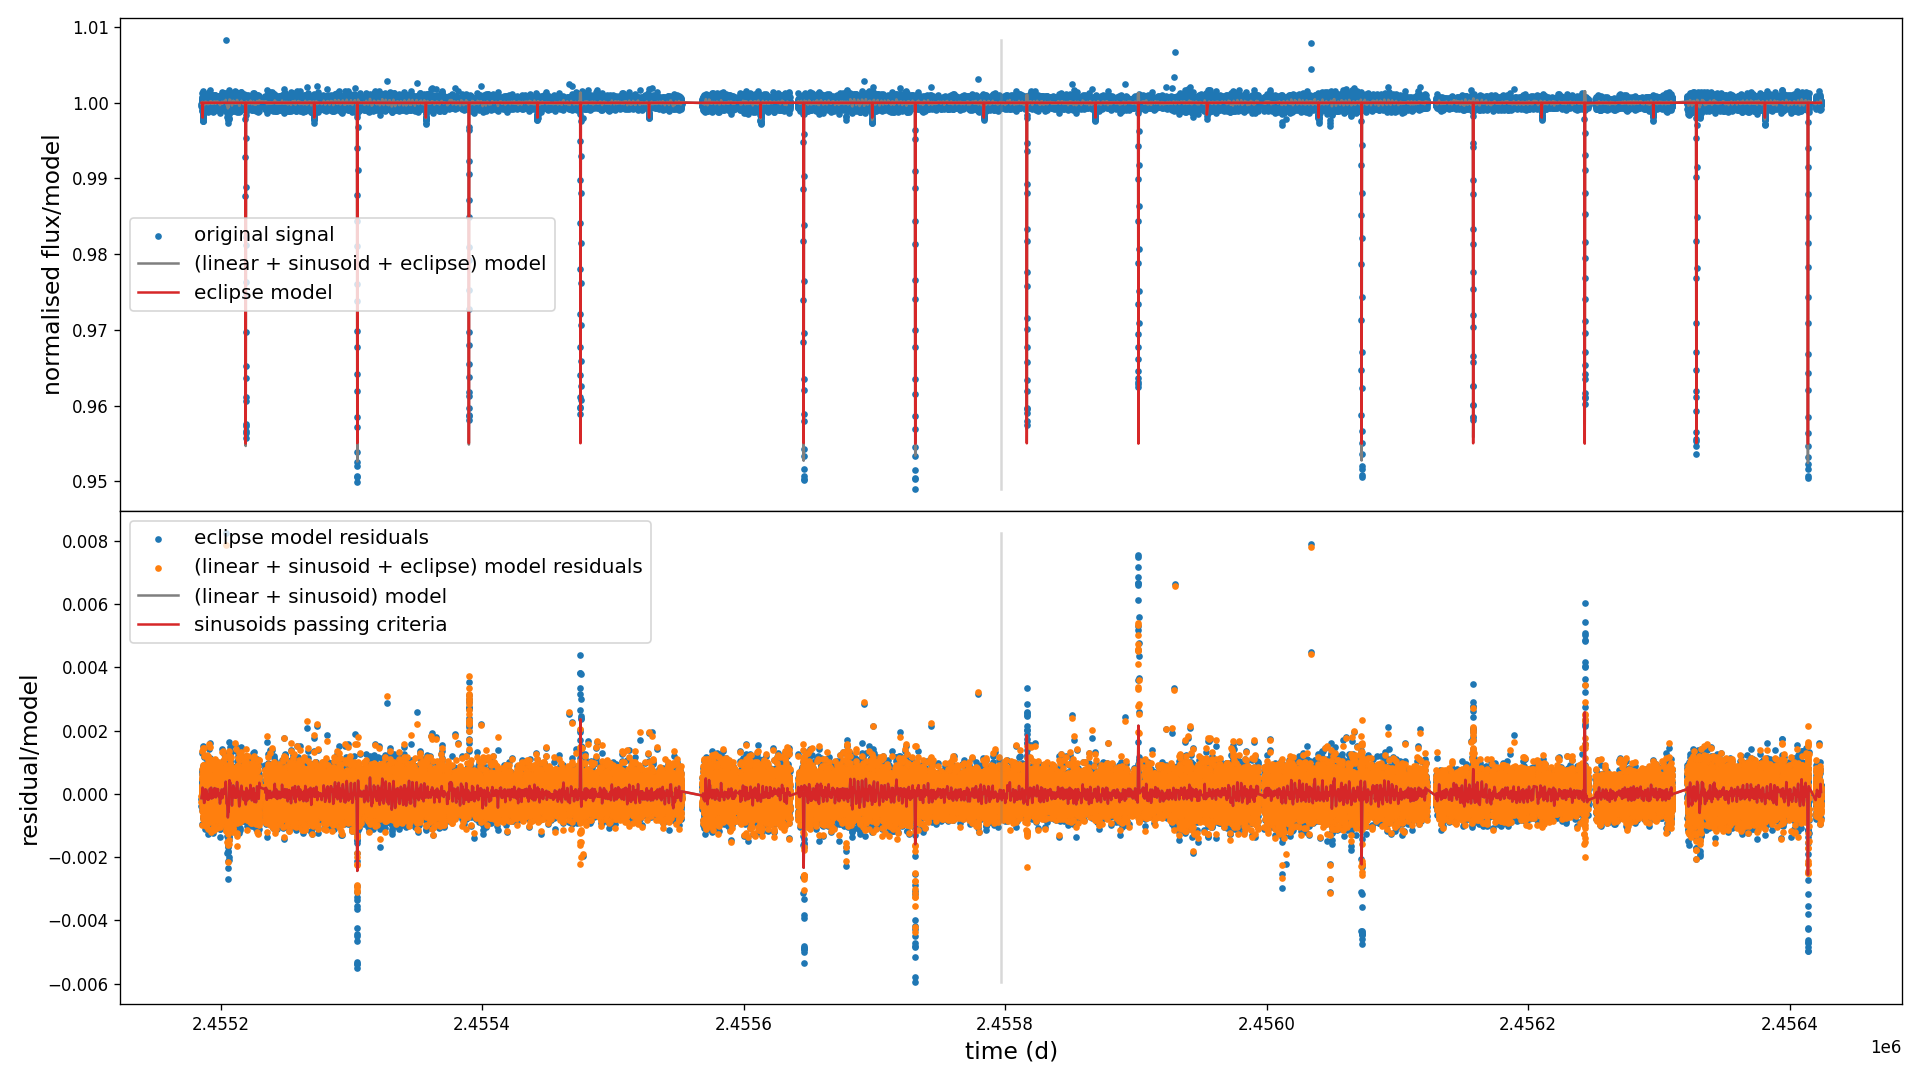 1.01
1.00
0.99
0.98
0.97
0.96
0.95
normalised flux/model
original signal
(linear + sinusoid + eclipse) model
eclipse model
0.008
0.006
0.004
0.002
0.000
−0.002
−0.004
−0.006
residual/model
eclipse model residuals
(linear + sinusoid + eclipse) model residuals
(linear + sinusoid) model
sinusoids passing criteria
2.4552 2.4554 2.4556 2.4558 2.4560 2.4562 2.4564
1e6
time (d)